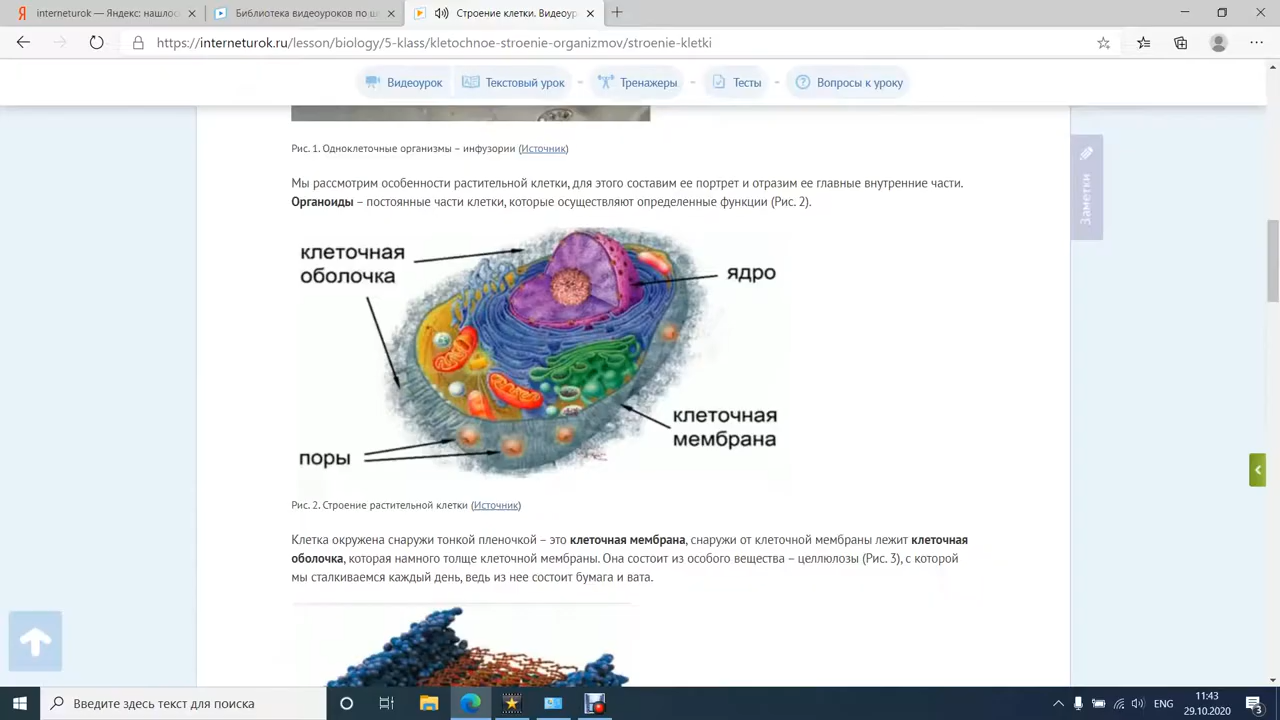 interneturok — Яндекс: нашлос
Библиотека видеоуроков по шко
Строение клетки. Видеоур
https://interneturok.ru/lesson/biology/5-klass/kletochnoe-stroenie-organizmov/stroenie-kletki
Видеоурок
Текстовый урок
Тренажеры
Тесты
Вопросы к уроку
Рис. 1. Одноклеточные организмы – инфузории (Источник)
Мы рассмотрим особенности растительной клетки, для этого составим ее портрет и отразим ее главные внутренние части.
Органоиды – постоянные части клетки, которые осуществляют определенные функции (Рис. 2).
Заметки
клеточная
оболочка
ядро
клеточная
мембрана
поры
Рис. 2. Строение растительной клетки (Источник)
Клетка окружена снаружи тонкой пленочкой – это клеточная мембрана, снаружи от клеточной мембраны лежит клеточная
оболочка, которая намного толще клеточной мембраны. Она состоит из особого вещества – целлюлозы (Рис. 3), с которой
мы сталкиваемся каждый день, ведь из нее состоит бумага и вата.
Введите здесь текст для поиска
ENG
11:43
29.10.2020
3